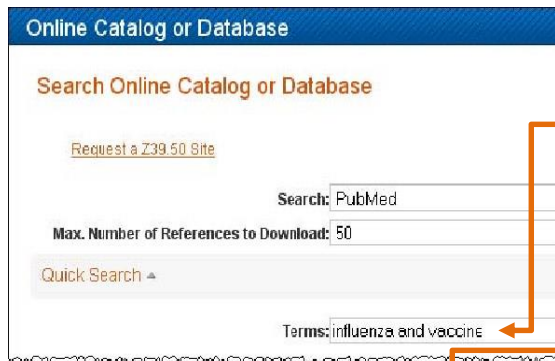 Online Catalog or Database
Search Online Catalog or Database
Request a Z39.50 Site
Search: PubMed
Max. Number of References to Download: 50
Quick Search
Terms: influenza and vaccine